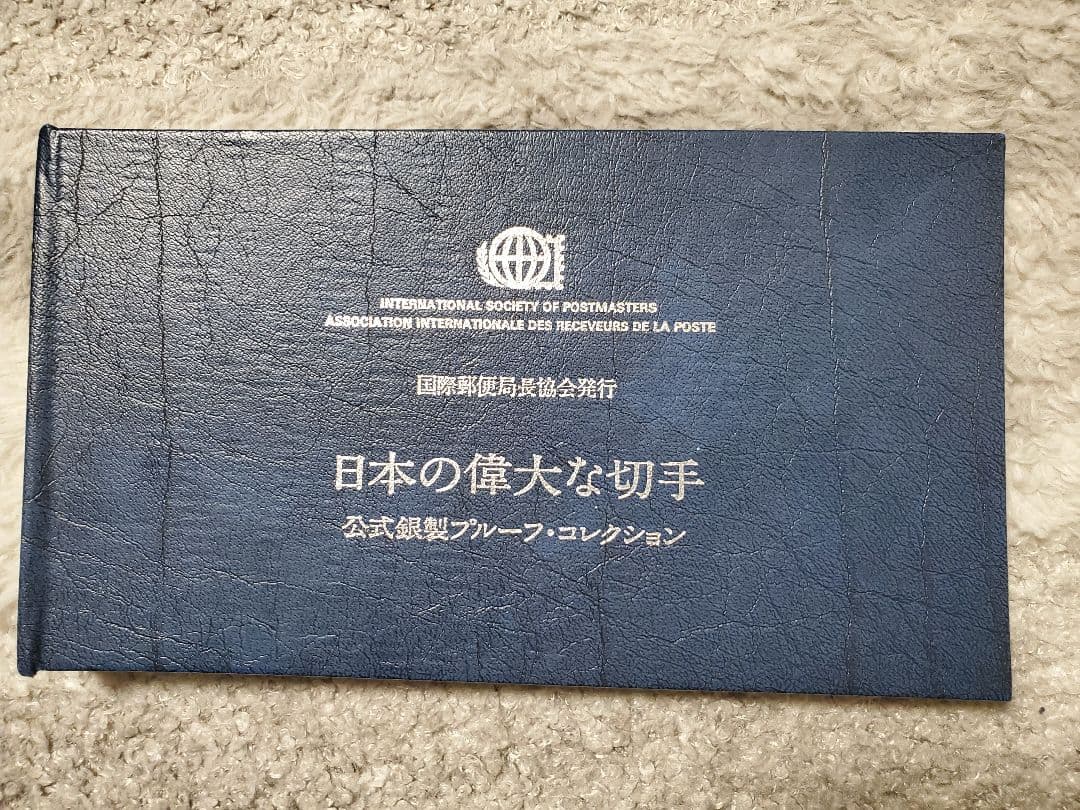 INTERNATIONAL SOCIETY OF POSTMASTERS
ASSOCIATION INTERNATIONALE DES RECEVEURS DE LA POSTE
国際郵便局長協会発行
日本の偉大な切手
公式銀製プルーフ・コレクション